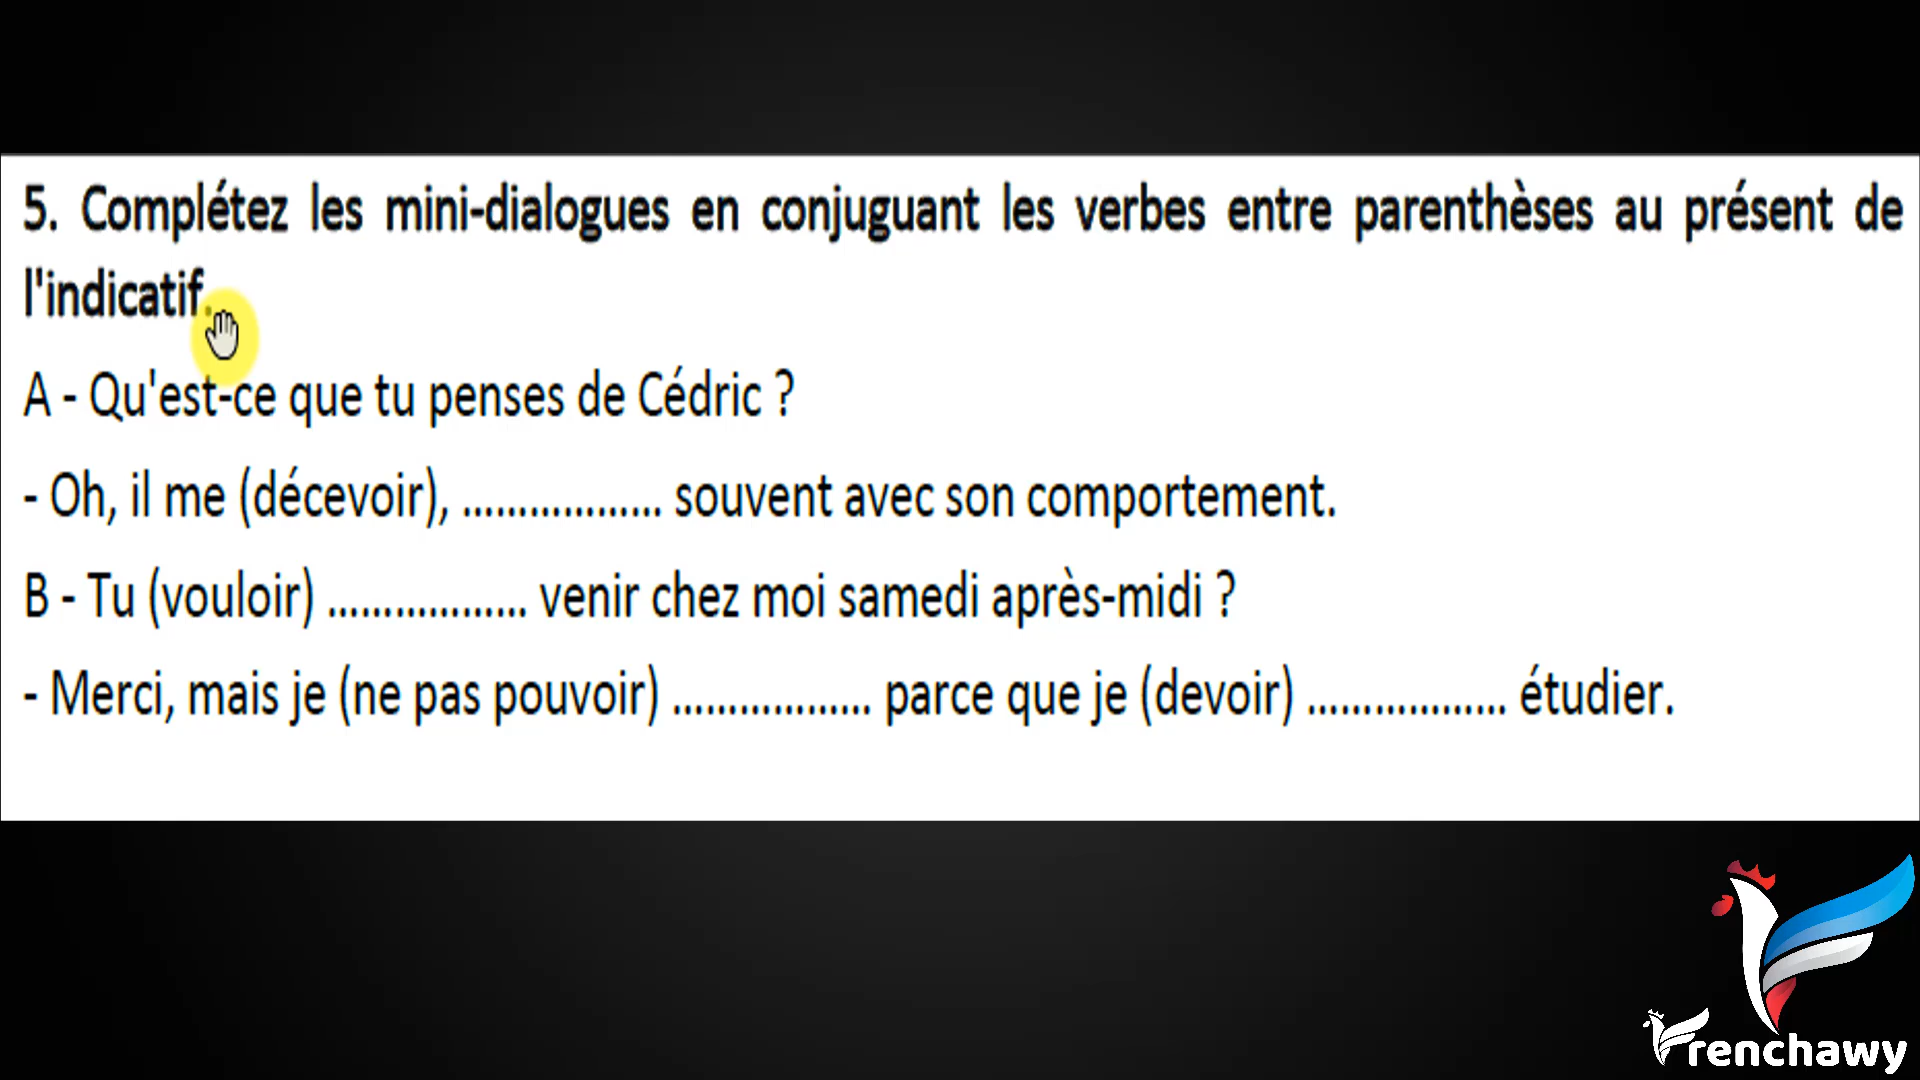 5. Complétez les mini-dialogues en conjuguant les verbes entre parenthèses au présent de
l'indicatif.
A - Qu'est-ce que tu penses de Cédric ?
- Oh, il me (décevoir), .................. souvent avec son comportement.
B - Tu (vouloir) .................. venir chez moi samedi après-midi ?
- Merci, mais je (ne pas pouvoir) .................. parce que je (devoir) .................. étudier.
renchawy